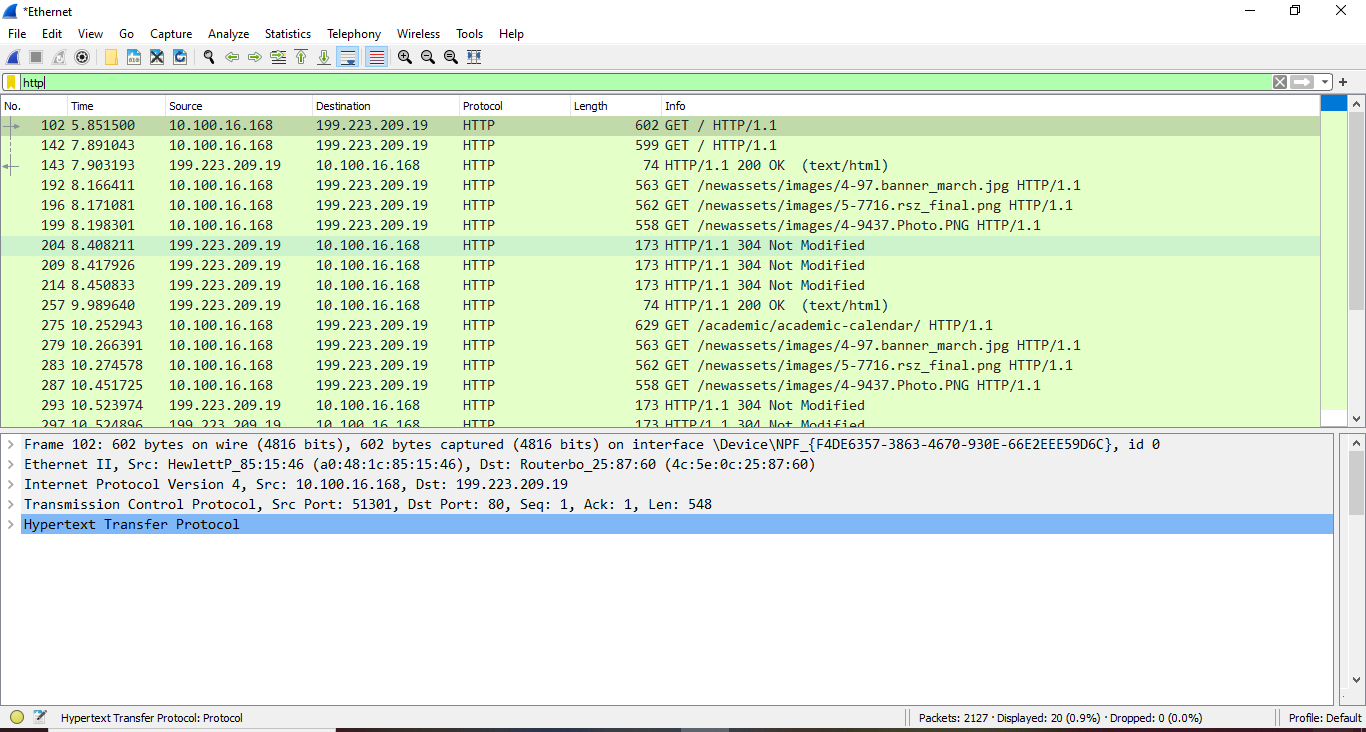 *Ethernet
File Edit View Go Capture Analyze Statistics Telephony Wireless Tools Help
http
No. Time Source Destination Protocol Length Info
102 5.851500 10.100.16.168 199.223.209.19 HTTP 602 GET / HTTP/1.1
142 7.891043 10.100.16.168 199.223.209.19 HTTP 599 GET / HTTP/1.1
143 7.903193 199.223.209.19 10.100.16.168 HTTP 74 HTTP/1.1 200 OK (text/html)
192 8.166411 10.100.16.168 199.223.209.19 HTTP 563 GET /newassets/images/4-97.banner_march.jpg HTTP/1.1
196 8.171081 10.100.16.168 199.223.209.19 HTTP 562 GET /newassets/images/5-7716.rsz_final.png HTTP/1.1
199 8.198301 10.100.16.168 199.223.209.19 HTTP 558 GET /newassets/images/4-9437.Photo.PNG HTTP/1.1
204 8.408211 199.223.209.19 10.100.16.168 HTTP 173 HTTP/1.1 304 Not Modified
209 8.417926 199.223.209.19 10.100.16.168 HTTP 173 HTTP/1.1 304 Not Modified
214 8.450833 199.223.209.19 10.100.16.168 HTTP 173 HTTP/1.1 304 Not Modified
257 9.989640 199.223.209.19 10.100.16.168 HTTP 74 HTTP/1.1 200 OK (text/html)
275 10.252943 10.100.16.168 199.223.209.19 HTTP 629 GET /academic/academic-calendar/ HTTP/1.1
279 10.266391 10.100.16.168 199.223.209.19 HTTP 563 GET /newassets/images/4-97.banner_march.jpg HTTP/1.1
283 10.274578 10.100.16.168 199.223.209.19 HTTP 562 GET /newassets/images/5-7716.rsz_final.png HTTP/1.1
287 10.451725 10.100.16.168 199.223.209.19 HTTP 558 GET /newassets/images/4-9437.Photo.PNG HTTP/1.1
293 10.523974 199.223.209.19 10.100.16.168 HTTP 173 HTTP/1.1 304 Not Modified
297 10.524896 199.223.209.19 10.100.16.168 HTTP 173 HTTP/1.1 304 Not Modified
Frame 102: 602 bytes on wire (4816 bits), 602 bytes captured (4816 bits) on interface \Device\NPF_{F4DE6357-3863-4670-930E-66E2EEE59D6C}, id 0
Ethernet II, Src: HewlettP_85:15:46 (a0:48:1c:85:15:46), Dst: Routerbo_25:87:60 (4c:5e:0c:25:87:60)
Internet Protocol Version 4, Src: 10.100.16.168, Dst: 199.223.209.19
Transmission Control Protocol, Src Port: 51301, Dst Port: 80, Seq: 1, Ack: 1, Len: 548
Hypertext Transfer Protocol
Hypertext Transfer Protocol: Protocol Packets: 2127 · Displayed: 20 (0.9%) · Dropped: 0 (0.0%) Profile: Default